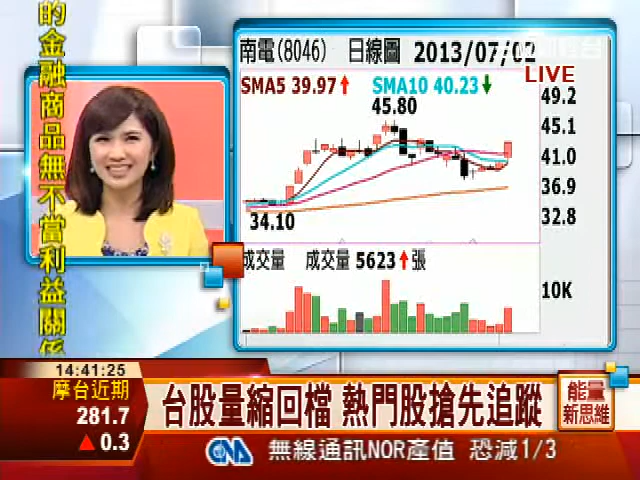 的金融商品無不當利益關係
南電(8046) 日線圖 2013/07/02
LIVE
SMA5 39.97 SMA10 40.23
45.80
34.10
49.2
45.1
41.0
36.9
32.8
成交量 成交量 5623 張
10K
14:41:25
摩台近期
281.7
▲0.3
台股量縮回檔 熱門股搶先追蹤
能量
新思維
CNA 無線通訊NOR產值 恐減1/3